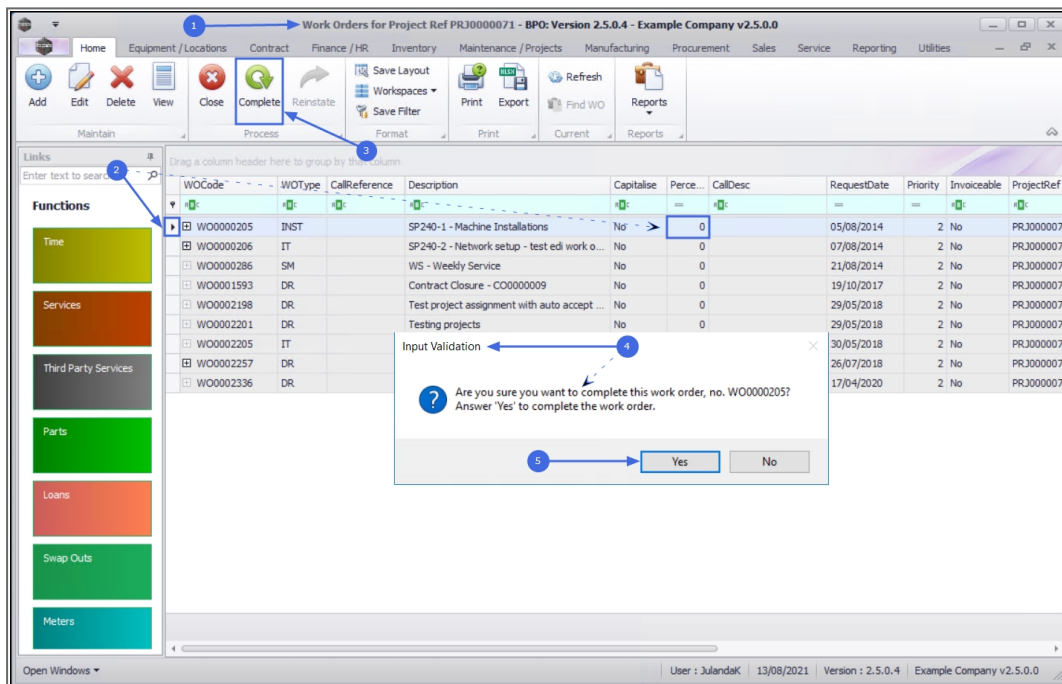 1
Work Orders for Project Ref PRJ0000071 - BPO: Version 2.5.0.4 - Example Company v2.5.0.0
Home Equipment / Locations Contract Finance / HR Inventory Maintenance / Projects Manufacturing Procurement Sales Service Reporting Utilities
Add Edit Delete View Close Complete Reinstate
Save Layout
Workspaces
Save Filter
Print Export
Refresh
Find WO
Reports
Maintain Process Format Print Current Reports
3
Links
Drag a column header here to group by that column
2
Enter text to search
WOCode WOType CallReference Description Capitalise Perce... CallDesc RequestDate Priority Invoiceable ProjectRef
Functions
WO0000205 INST SP240-1 - Machine Installations No 0 05/08/2014 2 No PRJ000007
WO0000206 IT SP240-2 - Network setup - test edi work o... No 0 07/08/2014 2 No PRJ000007
WO0000286 SM WS - Weekly Service No 0 21/08/2014 2 No PRJ000007
WO0001593 DR Contract Closure - CO0000009 No 0 19/10/2017 2 No PRJ000007
WO0002198 DR Test project assignment with auto accept ... No 0 29/05/2018 2 No PRJ000007
WO0002201 DR Testing projects No 0 29/05/2018 2 No PRJ000007
WO0002205 IT 30/05/2018 2 No PRJ000007
WO0002257 DR 26/07/2018 2 No PRJ000007
WO0002336 DR 17/04/2020 2 No PRJ000007
Time
Services
Third Party Services
Parts
Loans
Swap Outs
Meters
Input Validation
4
Are you sure you want to complete this work order, no. WO0000205?
Answer 'Yes' to complete the work order.
5
Yes No
Open Windows User : JulandaK 13/08/2021 Version : 2.5.0.4 Example Company v2.5.0.0